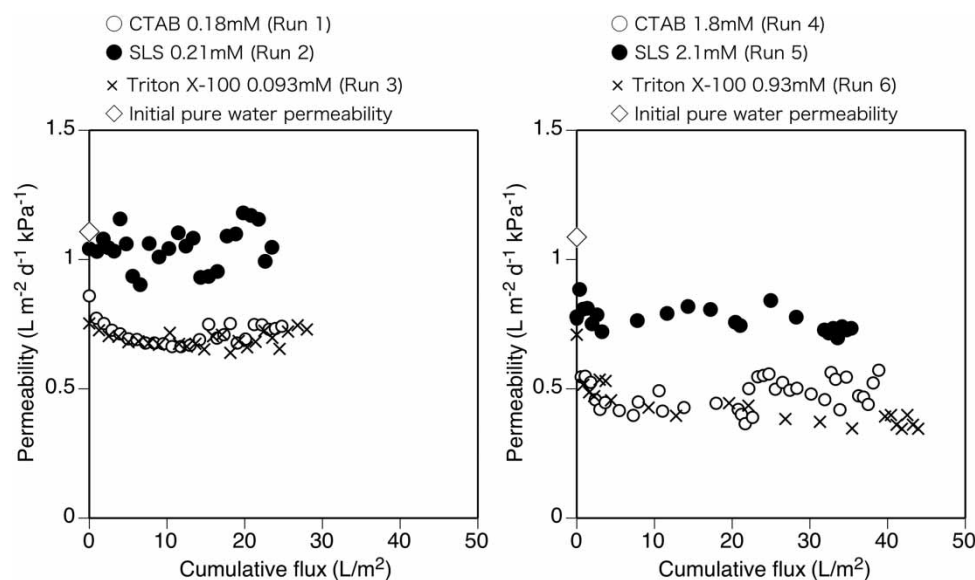 ○ CTAB 0.18mM (Run 1)
● SLS 0.21mM (Run 2)
× Triton X-100 0.093mM (Run 3)
◇ Initial pure water permeability
1.5
1
0.5
0
Permeability (L m-2 d-1 kPa-1)
0 10 20 30 40 50
Cumulative flux (L/m²)
○ CTAB 1.8mM (Run 4)
● SLS 2.1mM (Run 5)
× Triton X-100 0.93mM (Run 6)
◇ Initial pure water permeability
1.5
1
0.5
0
Permeability (L m-2 d-1 kPa-1)
0 10 20 30 40 50
Cumulative flux (L/m²)